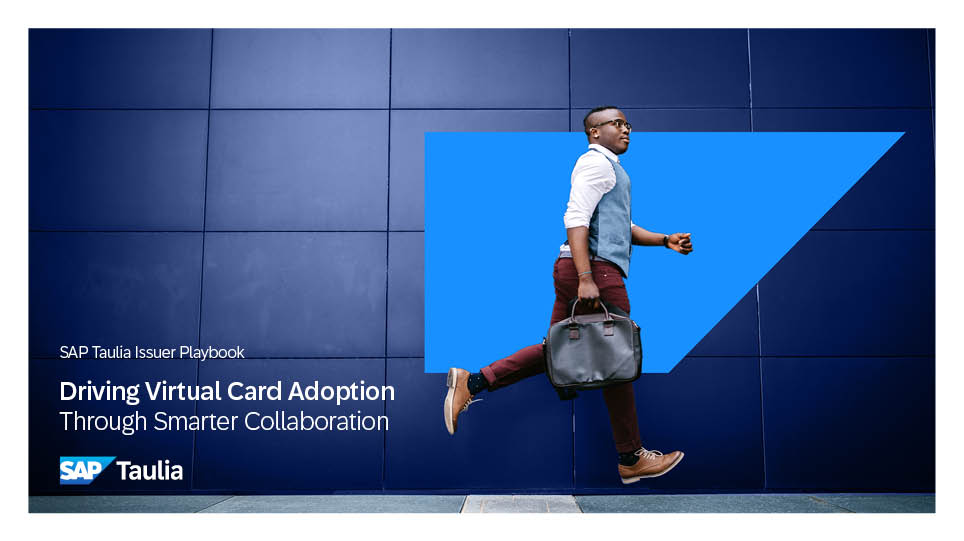 SAP Taulia Issuer Playbook
Driving Virtual Card Adoption
Through Smarter Collaboration
SAP Taulia